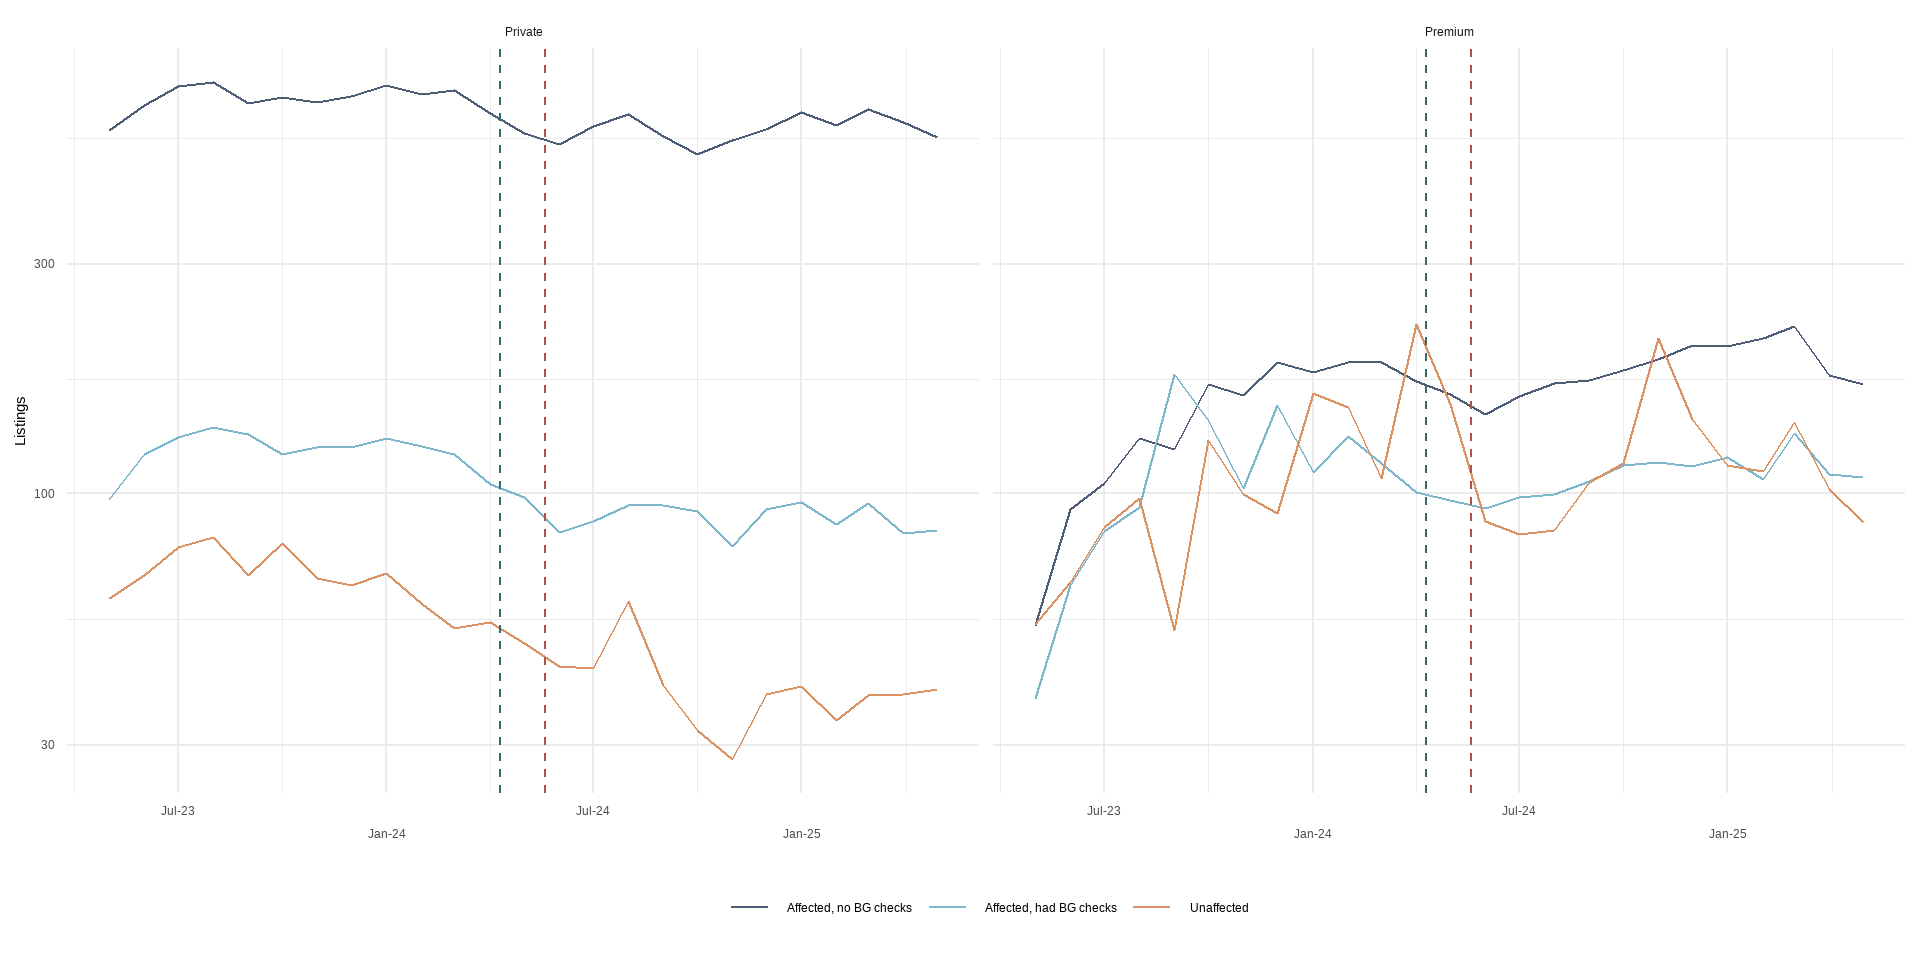 Private
Premium
Listings
300
100
30
Jul-23
Jan-24
Jul-24
Jan-25
Jul-23
Jan-24
Jul-24
Jan-25
Affected, no BG checks
Affected, had BG checks
Unaffected